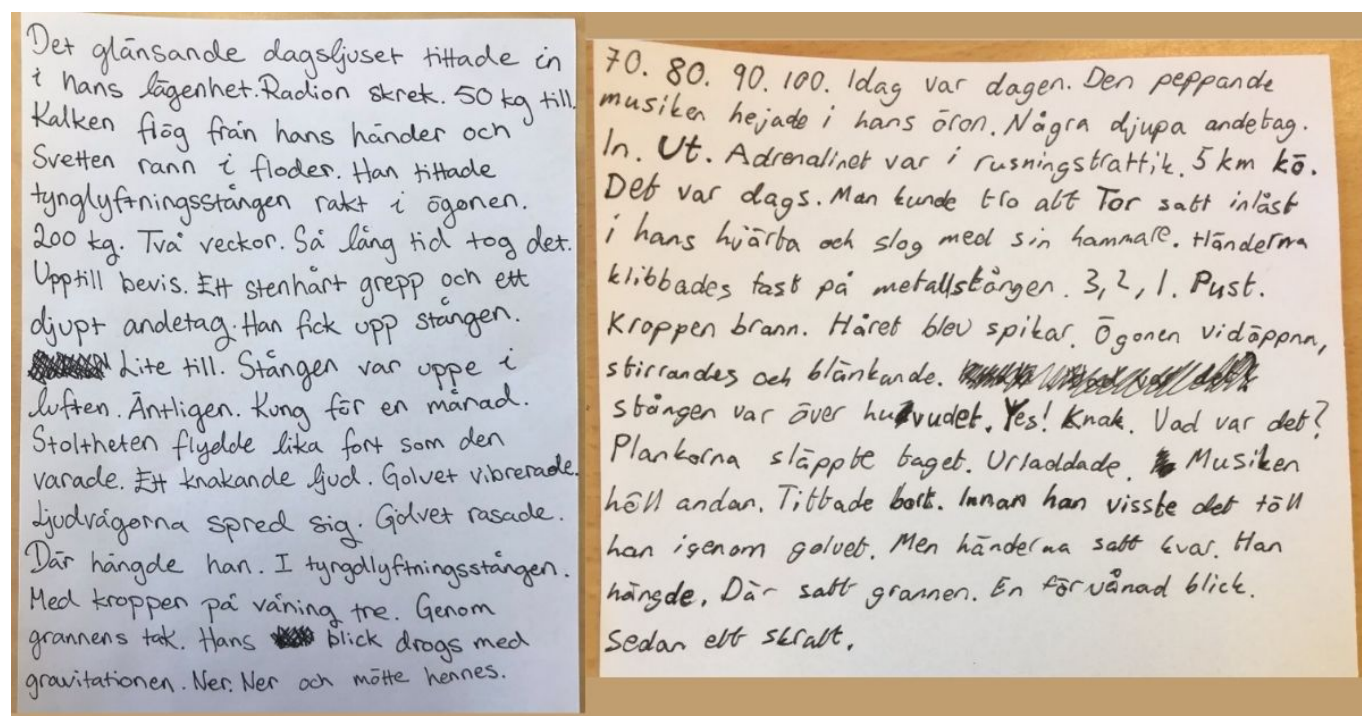 Det glänsande dagsljuset tittade in
i hans lägenhet. Radion skrek. 50 kg till.
Kalken flög från hans händer och
Svetten rann i floder. Han tittade
tynglyftningsstången rakt i ögonen.
200 kg. Två veckor. Så lång tid tog det.
Upptill bevis. Ett stenhårt grepp och ett
djupt andetag. Han fick upp stången.
Lite till. Stången var uppe i
luften. Äntligen. Kung för en månad.
Stoltheten flydde lika fort som den
varade. Ett knakande ljud. Golvet vibrerade.
Ljudvågorna spred sig. Golvet rasade.
Där hängde han. I tyngdlyftningsstången.
Med kroppen på våning tre. Genom
grannens tak. Hans blick drogs med
gravitationen. Ner. Ner och mötte hennes.
70. 80. 90. 100. Idag var dagen. Den peppande
musiken hejade i hans öron. Några djupa andetag.
In. Ut. Adrenalinet var i rusningstrafik. 5 km kö.
Det var dags. Man kunde tro att Tor satt inlåst
i hans hjärta och slog med sin hammare. Händerna
klibbades fast på metallstången. 3, 2, 1. Pust.
Kroppen brann. Håret blev spikar. Ögonen vidöppna,
stirrandes och blänkande.
stången var över huvudet. Yes! Knak. Vad var det?
Plankorna släppte taget. Urladdade. Musiken
höll andan. Tittade bort. Innan han visste det föll
han igenom golvet. Men händerna satt kvar. Han
hängde. Där satt grannen. En förvånad blick.
Sedan ett skratt.